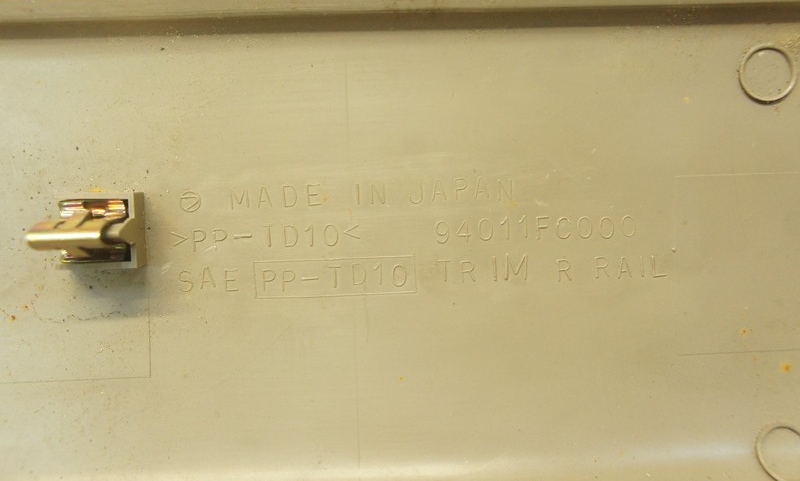 MADE IN JAPAN
>PP-TD10< 94011FC000
SAE PP-TD10 TRIM R RAIL